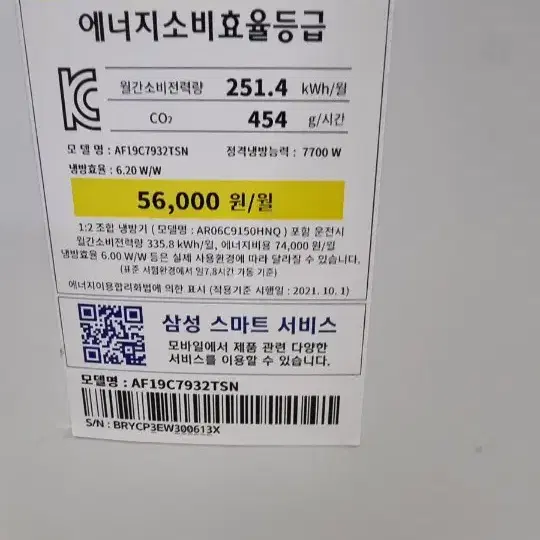 에너지소비효율등급
월간소비전력량 251.4 kWh/월
CO₂ 454 g/시간
모 델 명 : AF19C7932TSN 정격냉방능력 : 7700 W
냉방효율 : 6.20 W/W
56,000 원/월
1:2 조합 냉방기 ( 모델명 : AR06C9150HNQ ) 포함 운전시
월간소비전력량 335.8 kWh/월, 에너지비용 74,000 원/월
냉방효율 6.00 W/W 등은 실제 사용환경에 따라 달라질 수 있습니다.
(표준 시험환경에서 일7.8시간 가동 기준)
에너지이용합리화법에 의한 표시 (적용기준 시행일 : 2021. 10. 1)
삼성 스마트 서비스
모바일에서 제품 관련 다양한
서비스를 이용할 수 있습니다.
모델명 : AF19C7932TSN
S/N : BRYCP3EW300613X